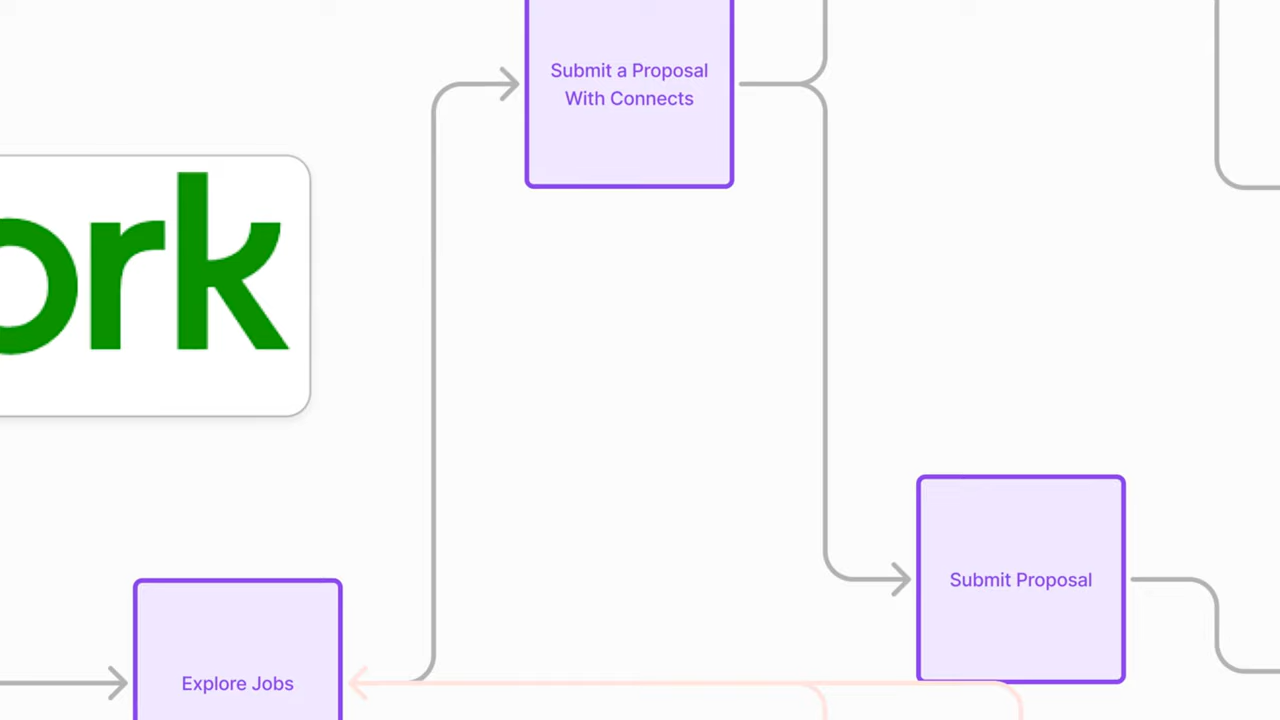 Submit a Proposal
With Connects
ork
Submit Proposal
Explore Jobs